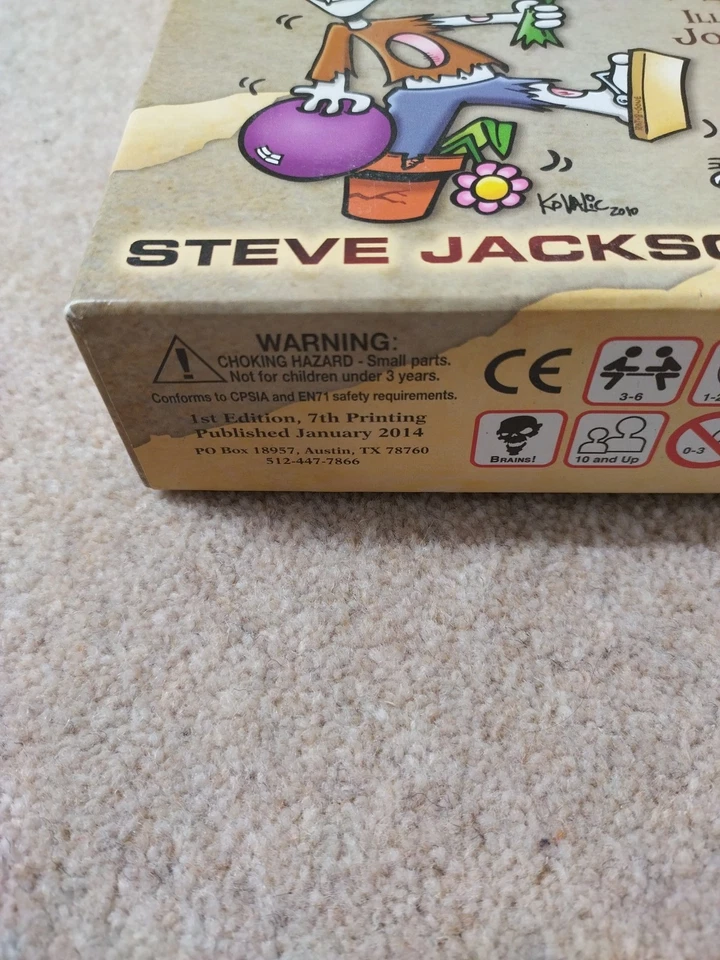 KOVALIC 2010
STEVE JACKSO
WARNING:
CHOKING HAZARD - Small parts.
Not for children under 3 years.
Conforms to CPSIA and EN71 safety requirements.
1st Edition, 7th Printing
Published January 2014
PO Box 18957, Austin, TX 78760
512-447-7866
CE
3-6
BRAINS!
10 and Up
0-3